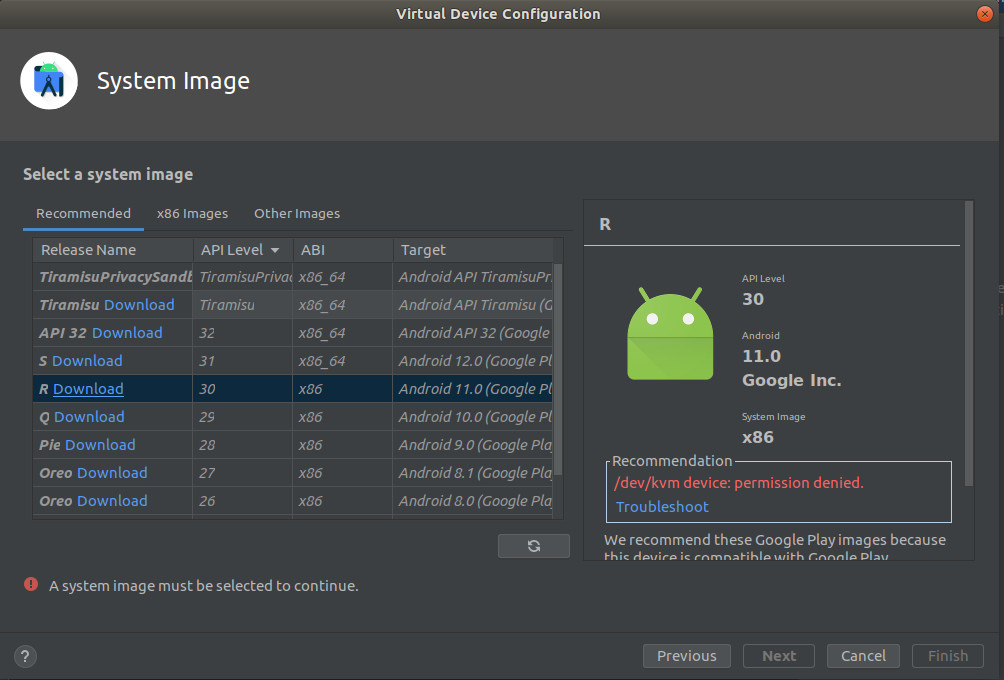 Virtual Device Configuration
System Image
Select a system image
Recommended x86 Images Other Images
Release Name API Level ABI Target
TiramisuPrivacySandb TiramisuPrivac x86_64 Android API TiramisuPri
Tiramisu Download Tiramisu x86_64 Android API Tiramisu (G
API 32 Download 32 x86_64 Android API 32 (Google
S Download 31 x86_64 Android 12.0 (Google Pl
R Download 30 x86 Android 11.0 (Google Pl
Q Download 29 x86 Android 10.0 (Google Pl
Pie Download 28 x86 Android 9.0 (Google Play
Oreo Download 27 x86 Android 8.1 (Google Play
Oreo Download 26 x86 Android 8.0 (Google Play
R
API Level
30
Android
11.0
Google Inc.
System Image
x86
Recommendation
/dev/kvm device: permission denied.
Troubleshoot
We recommend these Google Play images because
this device is compatible with Google Play
A system image must be selected to continue.
? Previous Next Cancel Finish